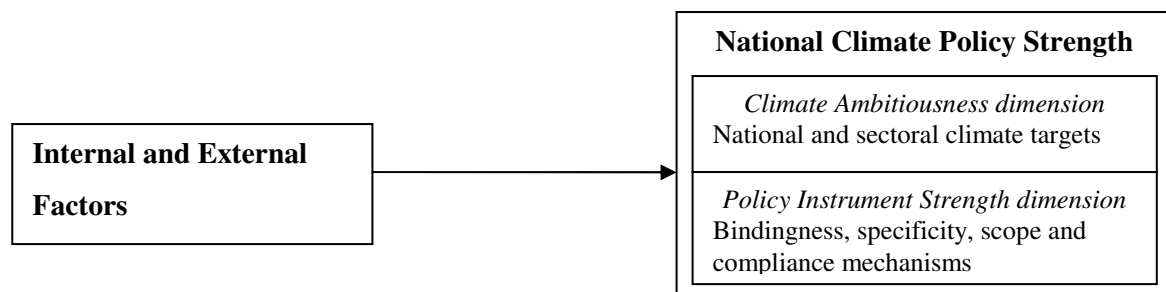 Internal and External
Factors
National Climate Policy Strength
Climate Ambitiousness dimension
National and sectoral climate targets
Policy Instrument Strength dimension
Bindingness, specificity, scope and
compliance mechanisms